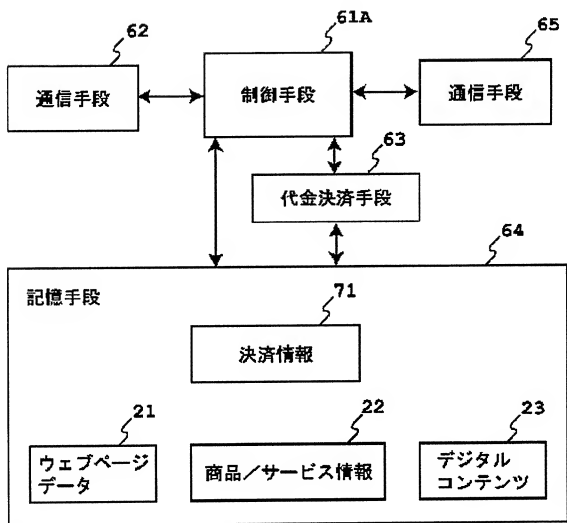 62
61A
65
通信手段
制御手段
通信手段
63
代金決済手段
64
記憶手段
71
決済情報
21
22
23
ウェブページ
データ
商品／サービス情報
デジタル
コンテンツ